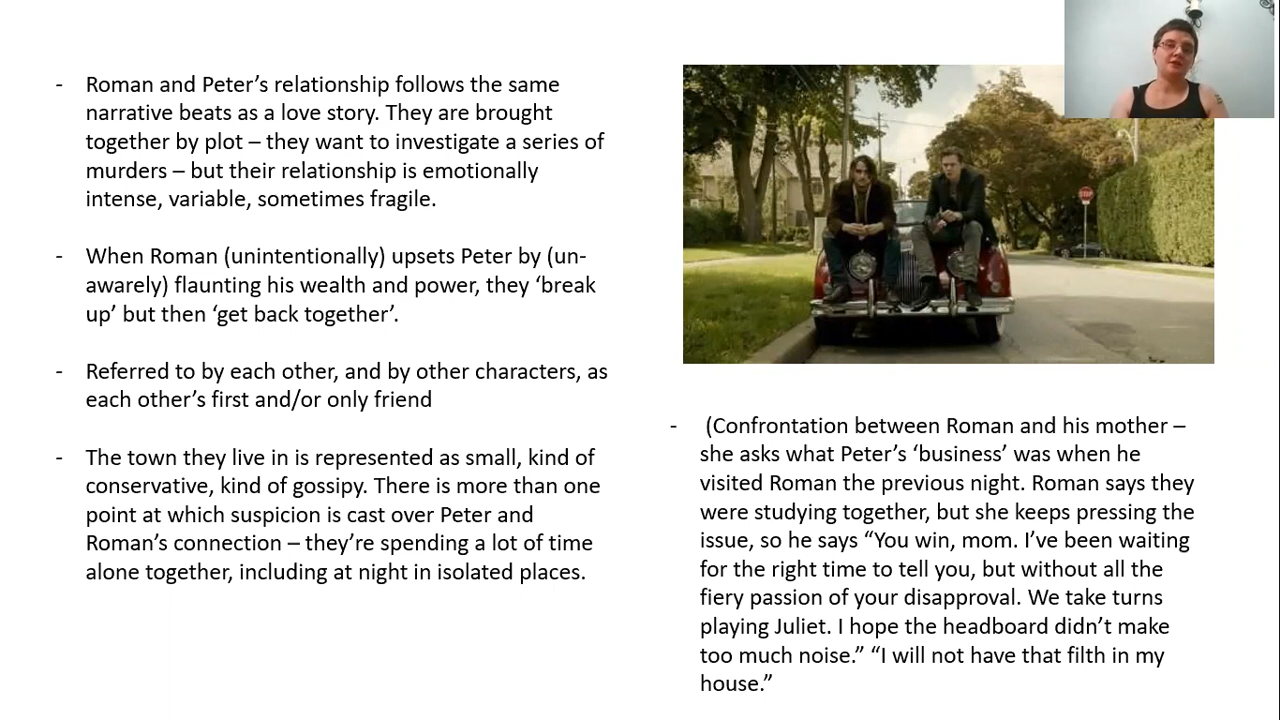 - Roman and Peter’s relationship follows the same
narrative beats as a love story. They are brought
together by plot – they want to investigate a series of
murders – but their relationship is emotionally
intense, variable, sometimes fragile.
- When Roman (unintentionally) upsets Peter by (un-
awarely) flaunting his wealth and power, they ‘break
up’ but then ‘get back together’.
- Referred to by each other, and by other characters, as
each other’s first and/or only friend
- The town they live in is represented as small, kind of
conservative, kind of gossipy. There is more than one
point at which suspicion is cast over Peter and
Roman’s connection – they’re spending a lot of time
alone together, including at night in isolated places.
STOP
- (Confrontation between Roman and his mother –
she asks what Peter’s ‘business’ was when he
visited Roman the previous night. Roman says they
were studying together, but she keeps pressing the
issue, so he says “You win, mom. I’ve been waiting
for the right time to tell you, but without all the
fiery passion of your disapproval. We take turns
playing Juliet. I hope the headboard didn’t make
too much noise.” “I will not have that filth in my
house.”